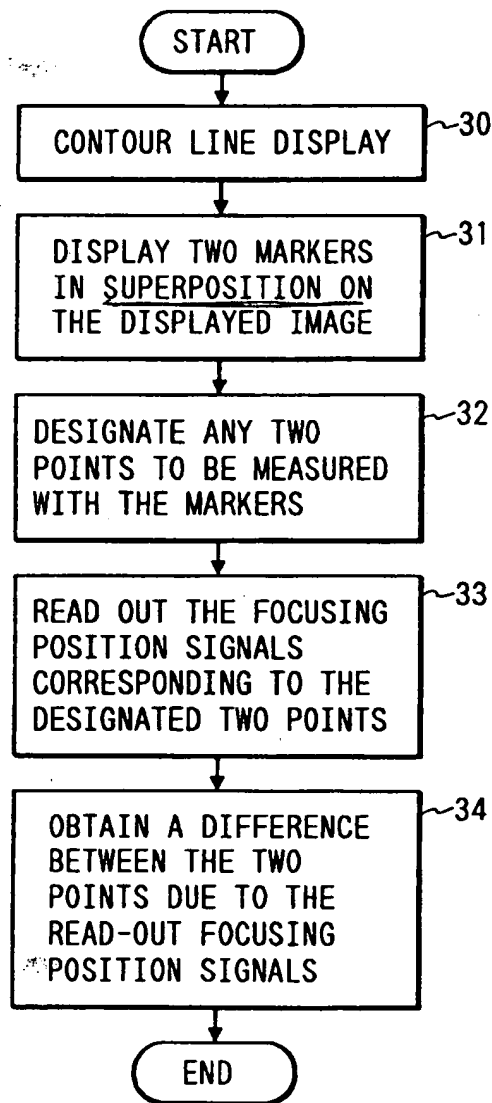 START
CONTOUR LINE DISPLAY
30
DISPLAY TWO MARKERS
IN SUPERPOSITION ON
THE DISPLAYED IMAGE
31
DESIGNATE ANY TWO
POINTS TO BE MEASURED
WITH THE MARKERS
32
READ OUT THE FOCUSING
POSITION SIGNALS
CORRESPONDING TO THE
DESIGNATED TWO POINTS
33
OBTAIN A DIFFERENCE
BETWEEN THE TWO
POINTS DUE TO THE
READ-OUT FOCUSING
POSITION SIGNALS
34
END